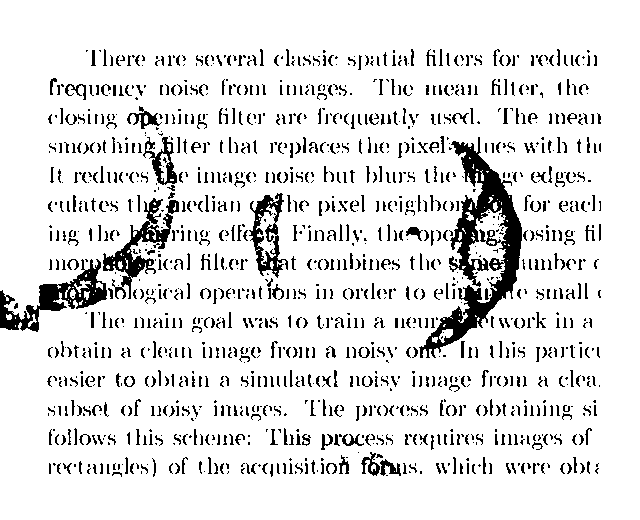 There are several classic spatial filters for reducin
frequency noise from images. The mean filter, the
closing opening filter are frequently used. The mean
smoothing filter that replaces the pixel values with the
It reduces the image noise but blurs the image edges.
culates the median of the pixel neighborhood for each
ing the blurring effect. Finally, the opening closing fil
morphological filter that combines the same number o
morphological operations in order to eliminate small o
The main goal was to train a neural network in a
obtain a clean image from a noisy one. In this particu
easier to obtain a simulated noisy image from a clea
subset of noisy images. The process for obtaining si
follows this scheme: This process requires images of
rectangles) of the acquisition forms, which were obta